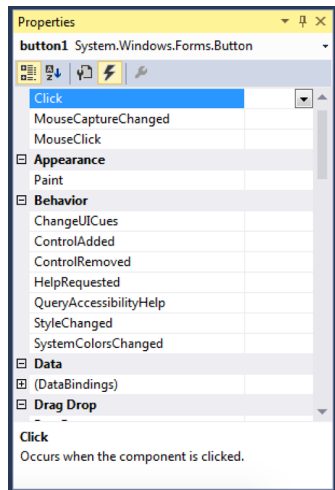 Properties
button1 System.Windows.Forms.Button
Click
MouseCaptureChanged
MouseClick
Appearance
Paint
Behavior
ChangeUICues
ControlAdded
ControlRemoved
HelpRequested
QueryAccessibilityHelp
StyleChanged
SystemColorsChanged
Data
(DataBindings)
Drag Drop
Click
Occurs when the component is clicked.